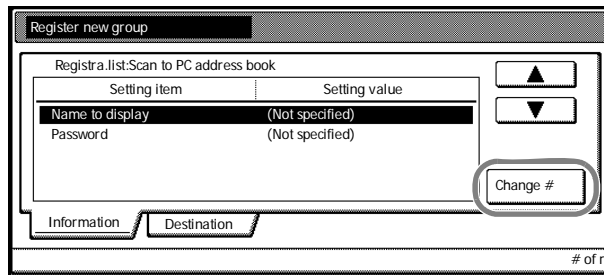 Register new group
Registra.list:Scan to PC address book
Setting item Setting value
Name to display (Not specified)
Password (Not specified)
Change #
Information Destination
# of